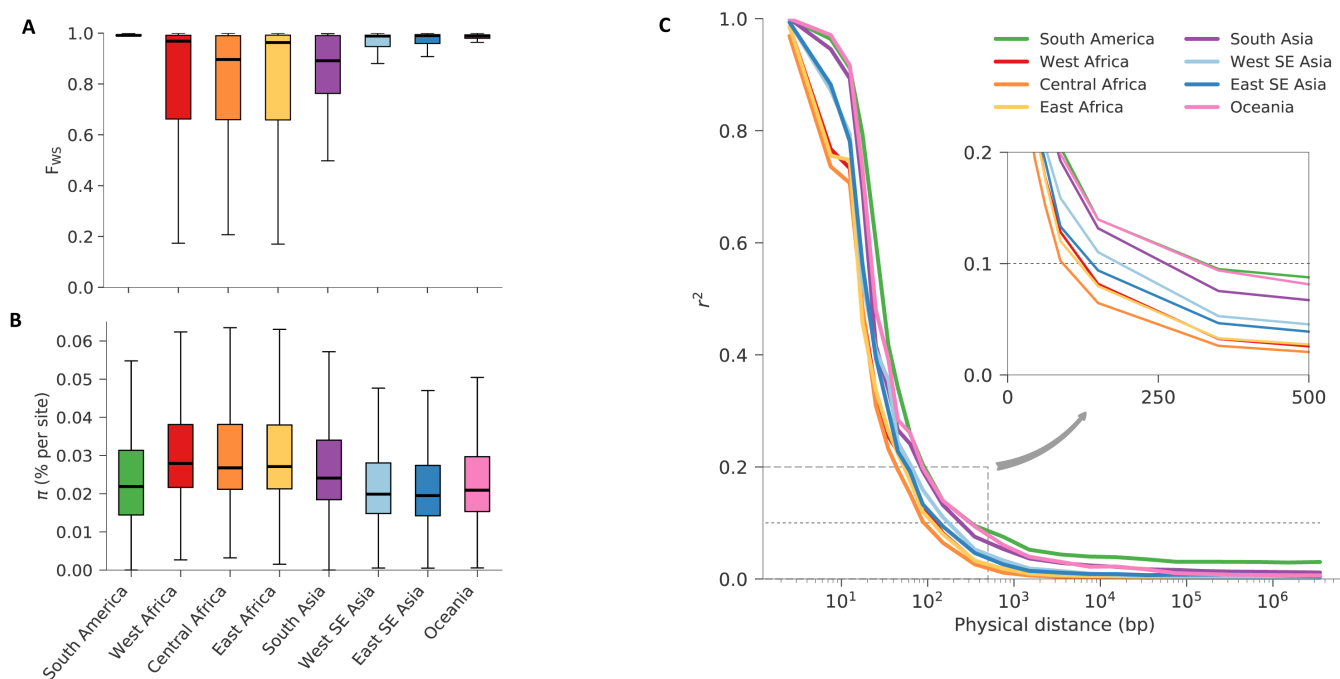 A
F_WS
1.0
0.8
0.6
0.4
0.2
0.0
B
π (% per site)
0.06
0.05
0.04
0.03
0.02
0.01
0.00
South America
West Africa
Central Africa
East Africa
South Asia
West SE Asia
East SE Asia
Oceania
C
r²
1.0
0.8
0.6
0.4
0.2
0.0
South America
West Africa
Central Africa
East Africa
South Asia
West SE Asia
East SE Asia
Oceania
0.2
0.1
0.0
0
250
500
10¹
10²
10³
10⁴
10⁵
10⁶
Physical distance (bp)